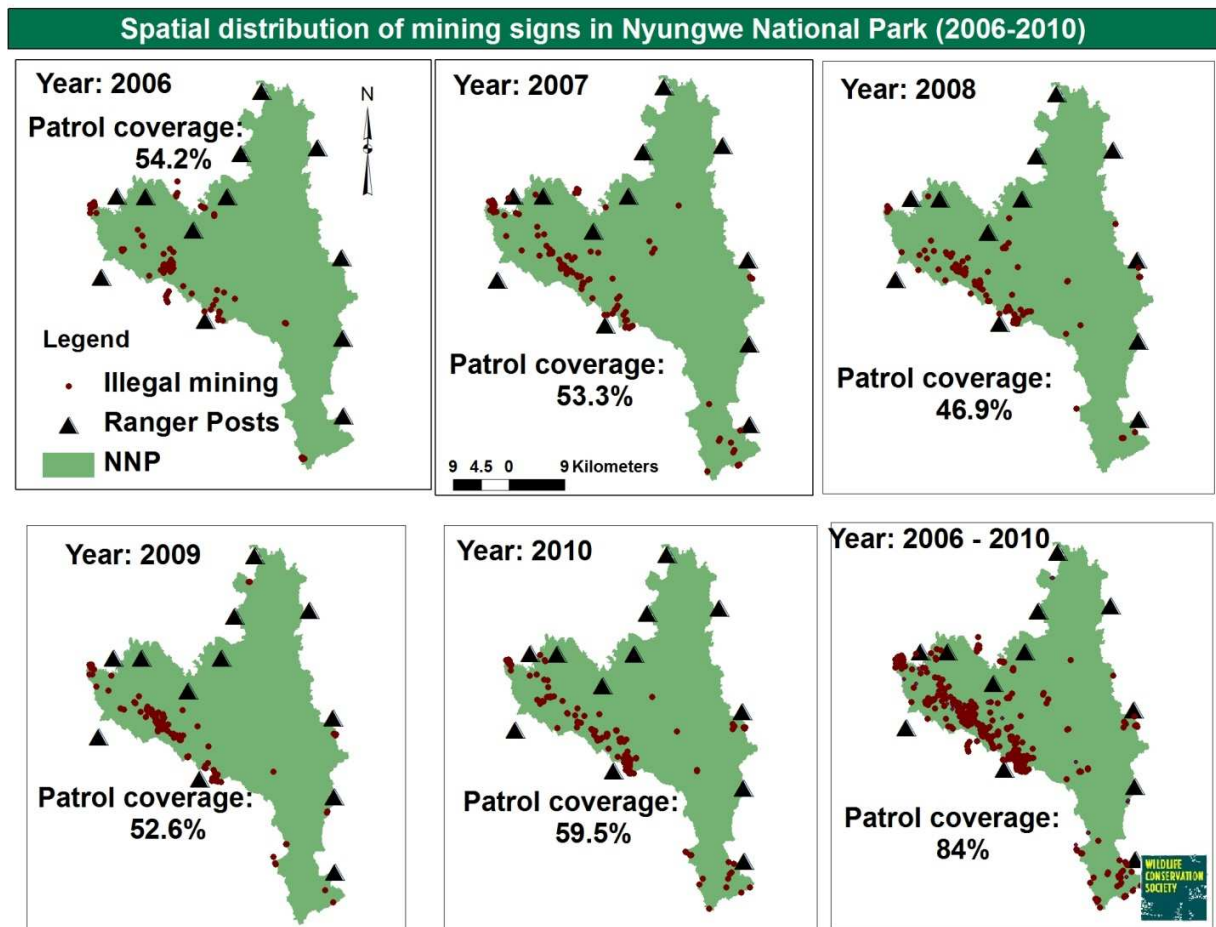 Spatial distribution of mining signs in Nyungwe National Park (2006-2010)
Year: 2006
Patrol coverage:
54.2%
N
Legend
Illegal mining
Ranger Posts
NNP
Year: 2007
Patrol coverage:
53.3%
9 4.5 0 9 Kilometers
Year: 2008
Patrol coverage:
46.9%
Year: 2009
Patrol coverage:
52.6%
Year: 2010
Patrol coverage:
59.5%
Year: 2006 - 2010
Patrol coverage:
84%
WILDLIFE
CONSERVATION
SOCIETY